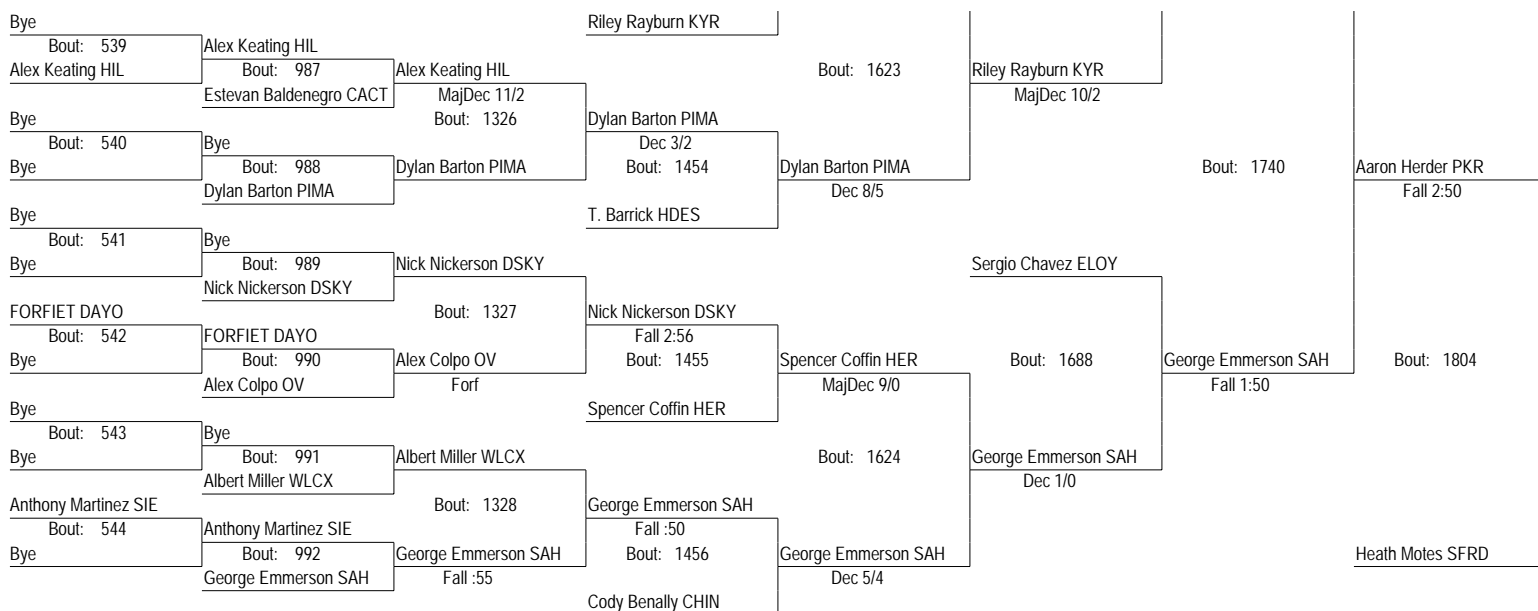 Bye
Riley Rayburn KYR
Bout: 539
Alex Keating HIL
Alex Keating HIL
Bout: 987
Alex Keating HIL
Bout: 1623
Riley Rayburn KYR
Estevan Baldenegro CACT
MajDec 11/2
MajDec 10/2
Bye
Bout: 1326
Dylan Barton PIMA
Bout: 540
Bye
Dec 3/2
Bye
Bout: 988
Dylan Barton PIMA
Bout: 1454
Dylan Barton PIMA
Bout: 1740
Aaron Herder PKR
Dylan Barton PIMA
Dec 8/5
Fall 2:50
Bye
T. Barrick HDES
Bout: 541
Bye
Bye
Bout: 989
Nick Nickerson DSKY
Sergio Chavez ELOY
Nick Nickerson DSKY
FORFIET DAYO
Bout: 1327
Nick Nickerson DSKY
Bout: 542
FORFIET DAYO
Fall 2:56
Bye
Bout: 990
Alex Colpo OV
Bout: 1455
Spencer Coffin HER
Bout: 1688
George Emmerson SAH
Bout: 1804
Alex Colpo OV
Forf
MajDec 9/0
Fall 1:50
Bye
Spencer Coffin HER
Bout: 543
Bye
Bye
Bout: 991
Albert Miller WLCX
Bout: 1624
George Emmerson SAH
Albert Miller WLCX
Dec 1/0
Anthony Martinez SIE
Bout: 1328
George Emmerson SAH
Bout: 544
Anthony Martinez SIE
Fall :50
Bye
Bout: 992
George Emmerson SAH
Bout: 1456
George Emmerson SAH
Heath Motes SFRD
George Emmerson SAH
Fall :55
Dec 5/4
Cody Benally CHIN